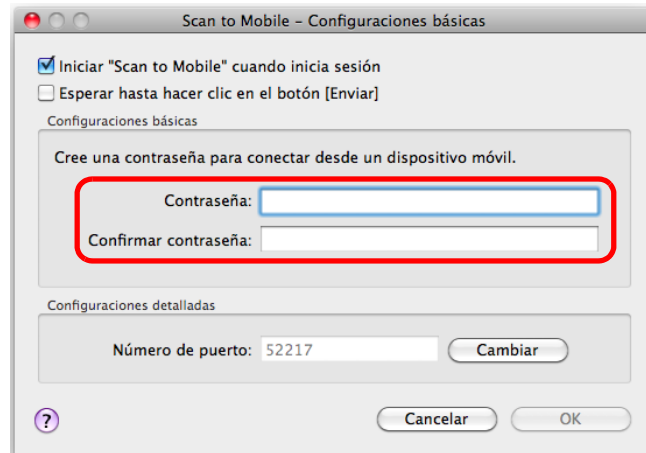 Scan to Mobile – Configuraciones básicas
Iniciar "Scan to Mobile" cuando inicia sesión
Esperar hasta hacer clic en el botón [Enviar]
Configuraciones básicas
Cree una contraseña para conectar desde un dispositivo móvil.
Contraseña:
Confirmar contraseña:
Configuraciones detalladas
Número de puerto: 52217 Cambiar
? Cancelar OK